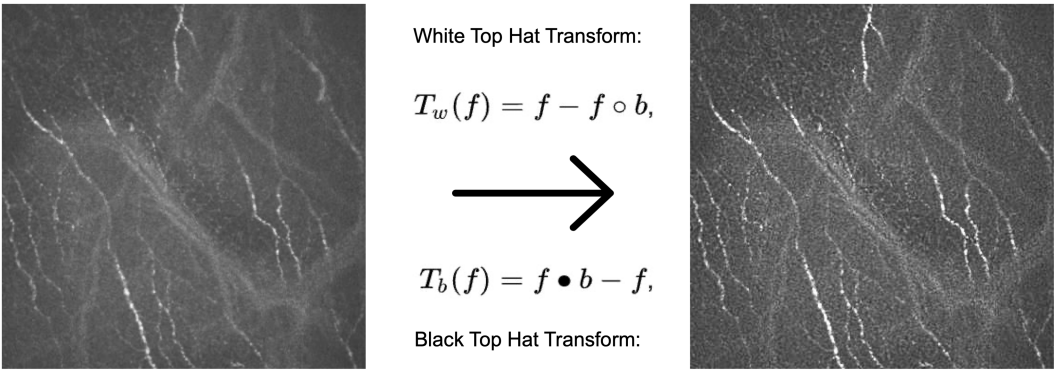 White Top Hat Transform:
T_w(f) = f − f ∘ b,
T_b(f) = f • b − f,
Black Top Hat Transform: